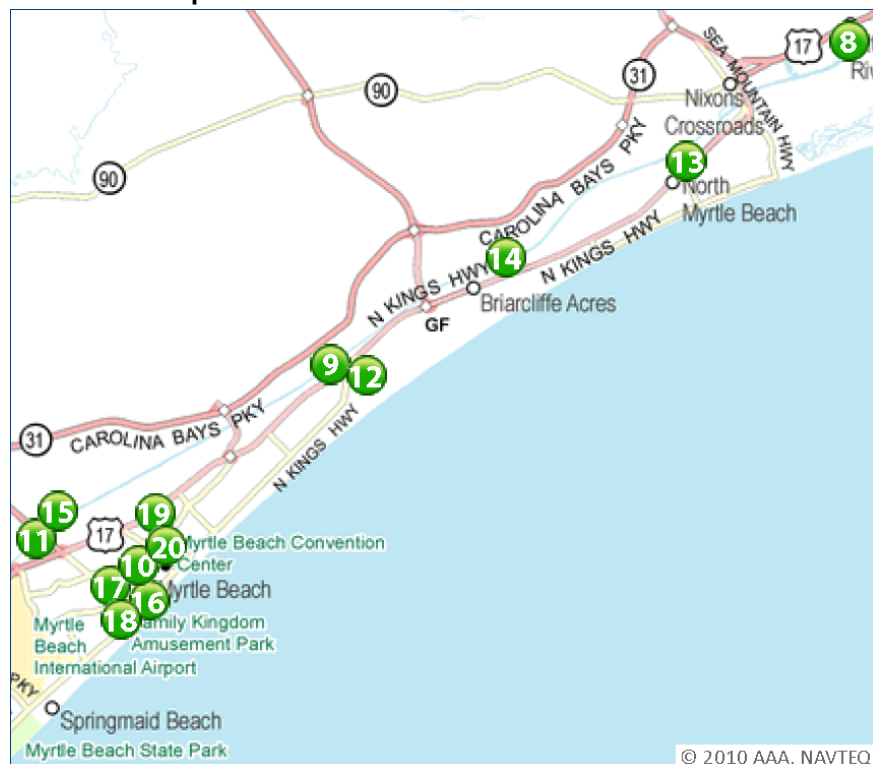 17
8
SEA MOUNTAIN HWY
31
90
Nixons
Crossroads
90
13
North
Myrtle Beach
CAROLINA BAYS PKY
14
N KINGS HWY
N KINGS HWY
Briarcliffe Acres
GF
9
12
31
CAROLINA BAYS PKY
N KINGS HWY
15
19
11
17
20
Myrtle Beach Convention
Center
10
17
Myrtle Beach
16
18
Family Kingdom
Amusement Park
Myrtle
Beach
International Airport
PKY
Springmaid Beach
Myrtle Beach State Park
© 2010 AAA, NAVTEQ